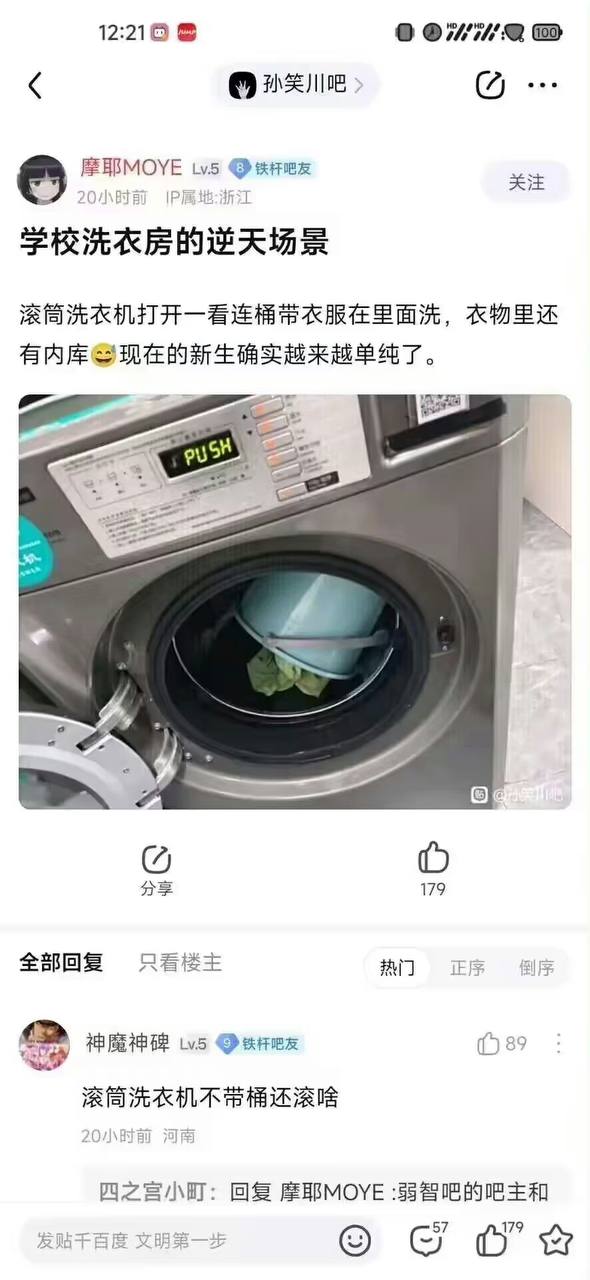 12:21
HD HD 100
孙笑川吧
摩耶MOYE Lv.5 8 铁杆吧友
关注
20小时前 IP属地:浙江
学校洗衣房的逆天场景
滚筒洗衣机打开一看连桶带衣服在里面洗，衣物里还
有内库😅现在的新生确实越来越单纯了。
PUSH
@孙笑川吧
分享 179
全部回复 只看楼主 热门 正序 倒序
神魔神碑 Lv.5 9 铁杆吧友 89
滚筒洗衣机不带桶还滚啥
20小时前 河南
四之宫小町：回复 摩耶MOYE :弱智吧的吧主和
发贴千百度 文明第一步 57 179